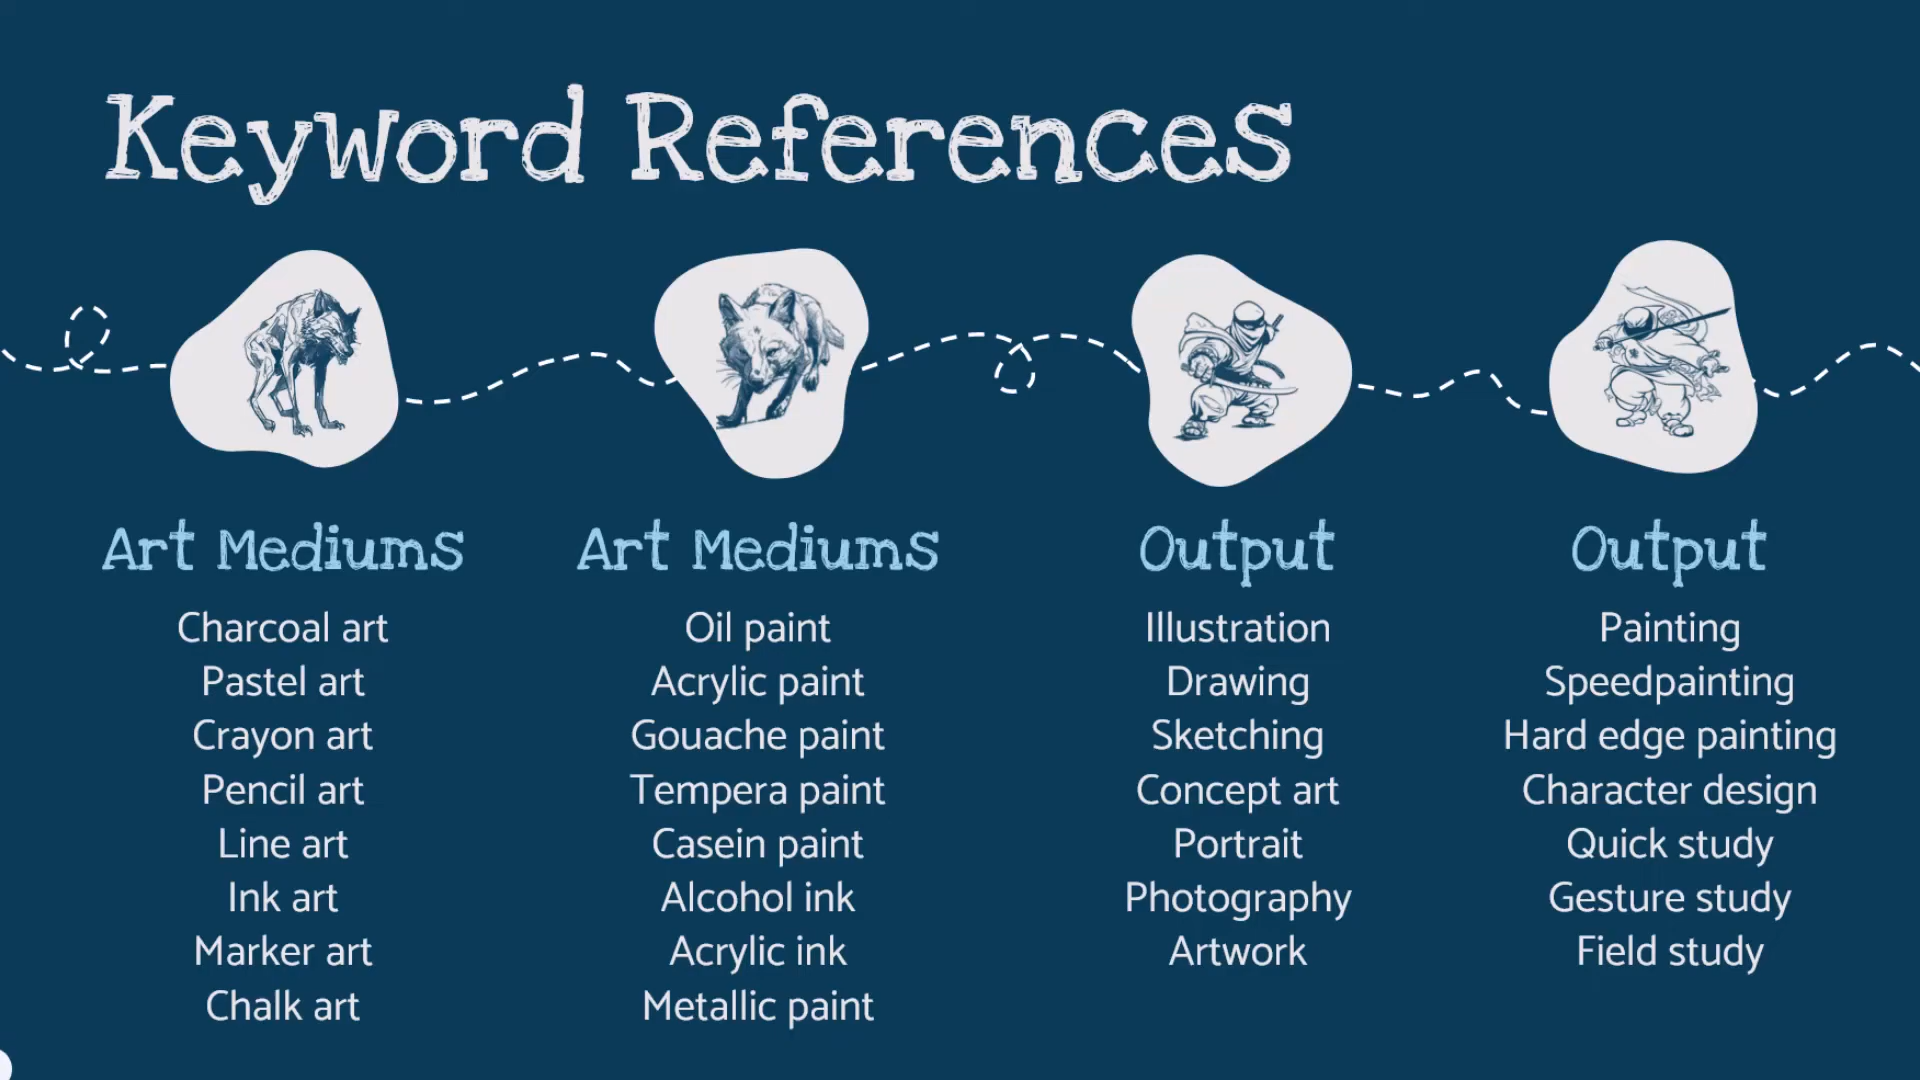 Keyword References
Art Mediums
Charcoal art
Pastel art
Crayon art
Pencil art
Line art
Ink art
Marker art
Chalk art
Art Mediums
Oil paint
Acrylic paint
Gouache paint
Tempera paint
Casein paint
Alcohol ink
Acrylic ink
Metallic paint
Output
Illustration
Drawing
Sketching
Concept art
Portrait
Photography
Artwork
Output
Painting
Speedpainting
Hard edge painting
Character design
Quick study
Gesture study
Field study